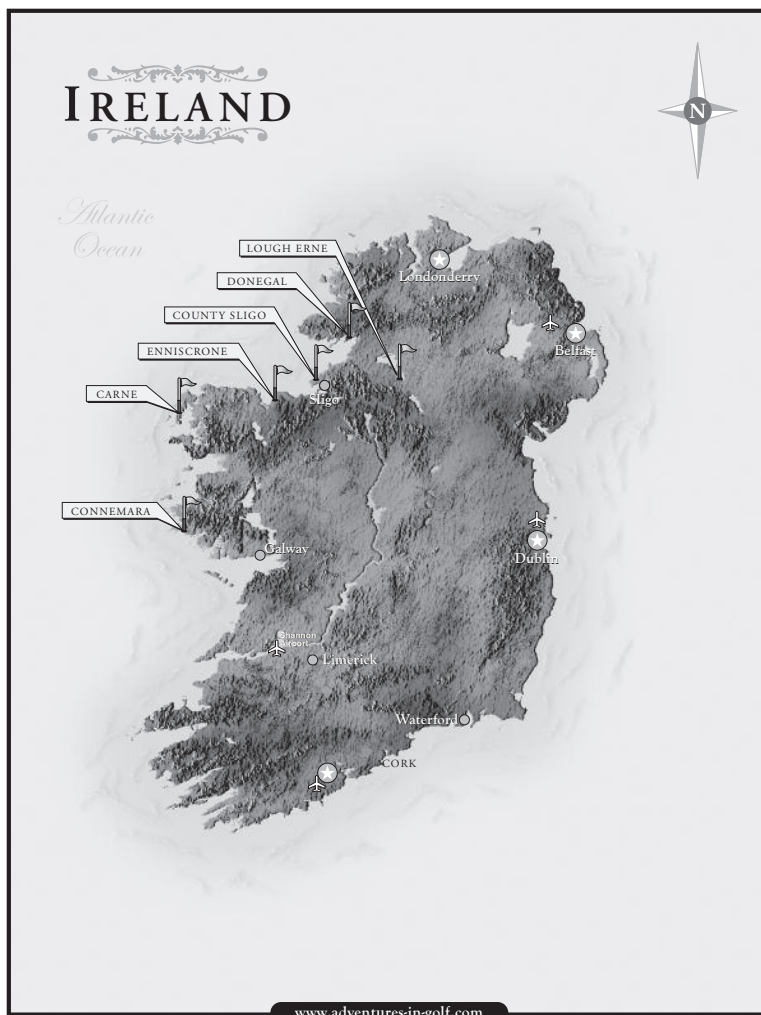 IRELAND
N
Atlantic
Ocean
LOUGH ERNE
DONEGAL
Londonderry
COUNTY SLIGO
ENNISCRONE
Belfast
CARNE
Sligo
CONNEMARA
Galway
Dublin
Shannon
Airport
Limerick
Waterford
CORK
www.adventures-in-golf.com